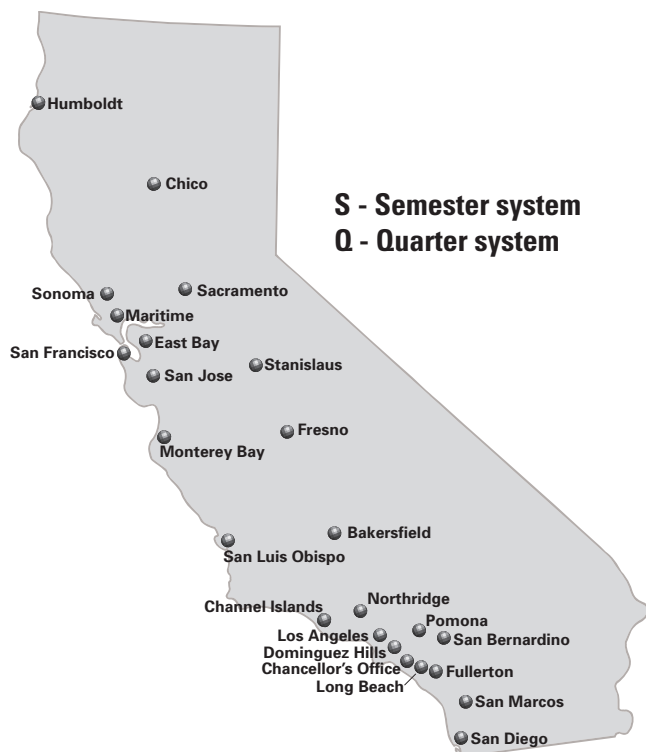 Humboldt
Chico
S - Semester system
Q - Quarter system
Sonoma
Sacramento
Maritime
East Bay
San Francisco
Stanislaus
San Jose
Fresno
Monterey Bay
Bakersfield
San Luis Obispo
Northridge
Channel Islands
Pomona
Los Angeles
San Bernardino
Dominguez Hills
Chancellor's Office
Fullerton
Long Beach
San Marcos
San Diego